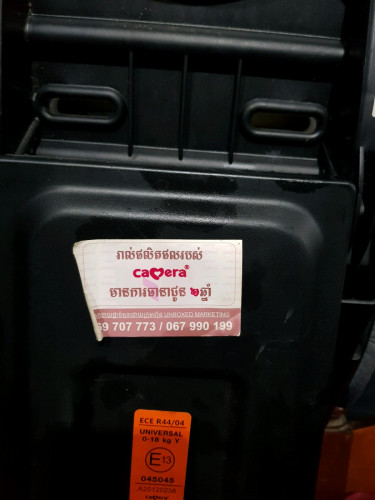 រាល់ផលិតផលរបស់
camera®
មានការធានាជូន ២ឆ្នាំ
UNBOXED MARKETING
69 707 773 / 067 990 199
ECE R44/04
UNIVERSAL
0-18 kg Y
E13
045045